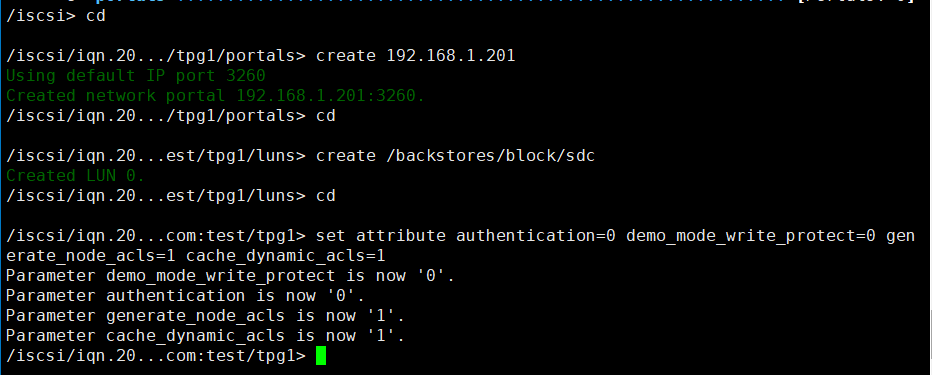 /iscsi> cd

/iscsi/iqn.20.../tpg1/portals> create 192.168.1.201
Using default IP port 3260
Created network portal 192.168.1.201:3260.
/iscsi/iqn.20.../tpg1/portals> cd

/iscsi/iqn.20...est/tpg1/luns> create /backstores/block/sdc
Created LUN 0.
/iscsi/iqn.20...est/tpg1/luns> cd

/iscsi/iqn.20...com:test/tpg1> set attribute authentication=0 demo_mode_write_protect=0 gen
erate_node_acls=1 cache_dynamic_acls=1
Parameter demo_mode_write_protect is now '0'.
Parameter authentication is now '0'.
Parameter generate_node_acls is now '1'.
Parameter cache_dynamic_acls is now '1'.
/iscsi/iqn.20...com:test/tpg1>